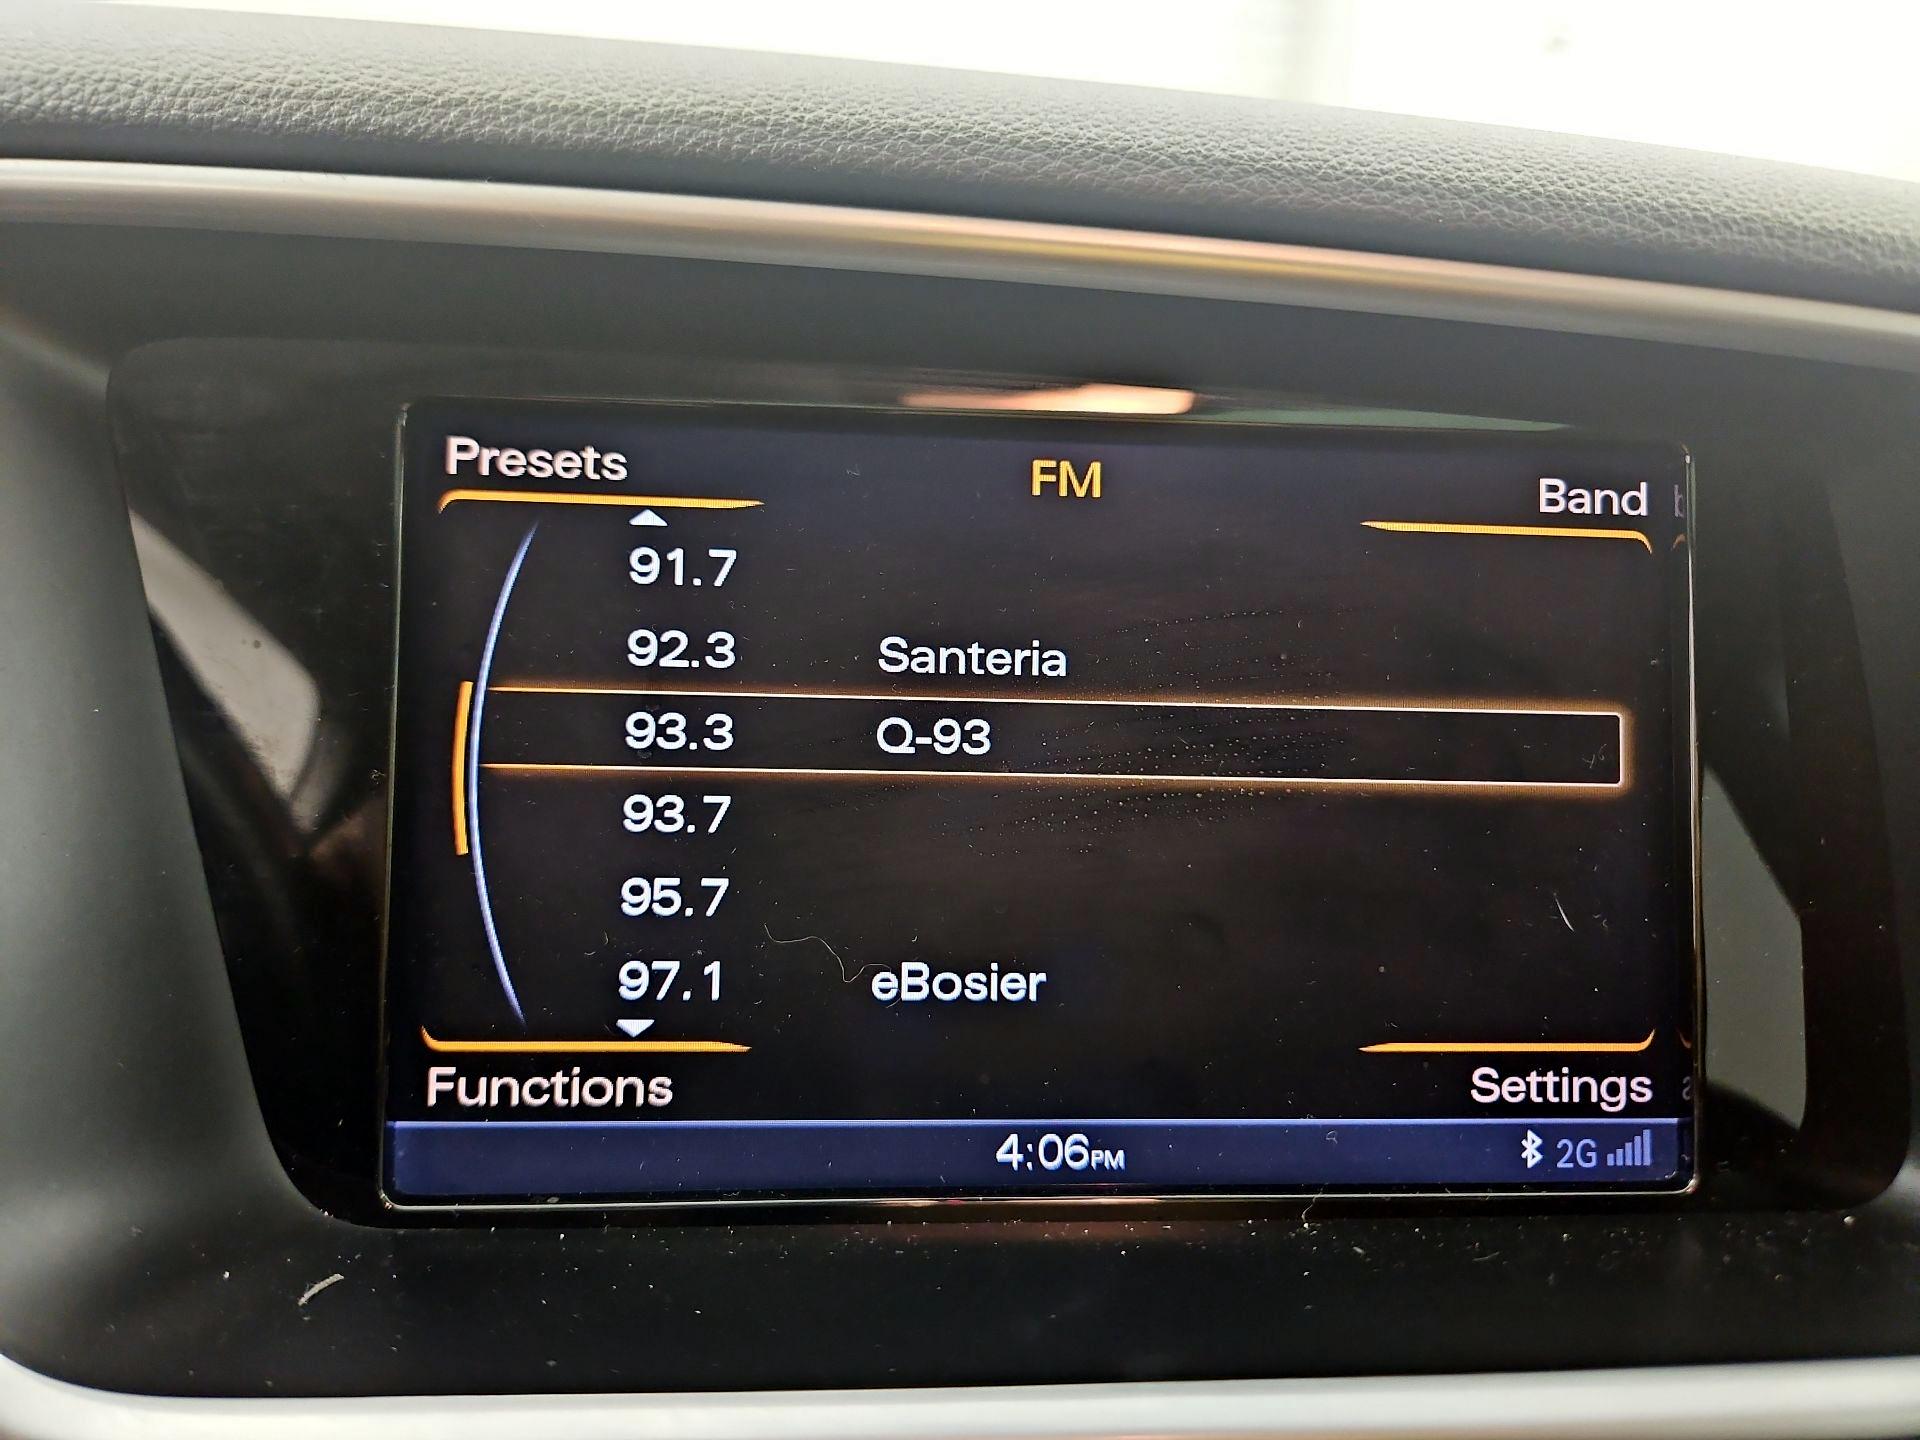 Presets
FM
Band
91.7
92.3 Santeria
93.3 Q-93
93.7
95.7
97.1 eBosier
Functions
Settings
4:06PM
2G